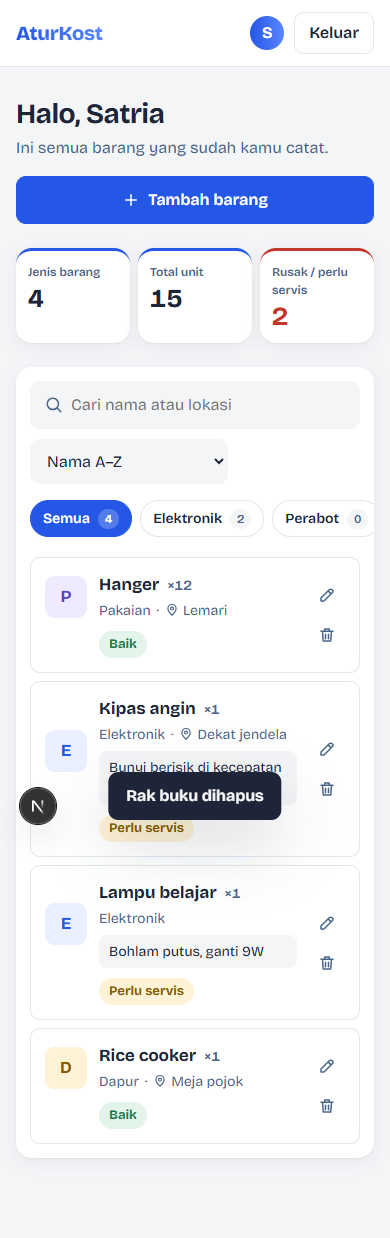 AturKost
S
Keluar
Halo, Satria
Ini semua barang yang sudah kamu catat.
+ Tambah barang
Jenis barang
4
Total unit
15
Rusak / perlu
servis
2
Cari nama atau lokasi
Nama A–Z
Semua 4
Elektronik 2
Perabot 0
P
Hanger ×12
Pakaian · Lemari
Baik
E
Kipas angin ×1
Elektronik · Dekat jendela
Bunyi berisik di kecepatan
Rak buku dihapus
N
Perlu servis
E
Lampu belajar ×1
Elektronik
Bohlam putus, ganti 9W
Perlu servis
D
Rice cooker ×1
Dapur · Meja pojok
Baik